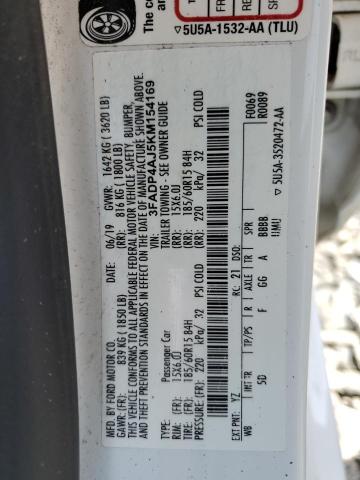 The co
5U5A-1532-AA (TLU)
MFD. BY FORD MOTOR CO.
06/19 GVWR: 1642 KG ( 3620 LB)
GAWR: (FR): 839 KG ( 1850 LB) (RR): 816 KG ( 1800 LB)
THIS VEHICLE CONFORMS TO ALL APPLICABLE FEDERAL MOTOR VEHICLE SAFETY, BUMPER,
AND THEFT PREVENTION STANDARDS IN EFFECT ON THE DATE OF MANUFACTURE SHOWN ABOVE.
VIN: 3FADP4AJ5KM154169
Passenger Car TRAILER TOWING - SEE OWNER GUIDE
TIRE: (FR): 185/60R15 84H (RR): 185/60R15 84H
RIM: (FR): 15X6.0J (RR): 15X6.0J
PRESSURE: (FR): 220 kPa/ 32 PSI COLD (RR): 220 kPa/ 32 PSI COLD
EXT PNT: YZ RC: 21 DSO: F0069
R0089
WB INT TR TP/PS R AXLE TR SPR
5D F GG A BBBB
5U5A-3520472-AA